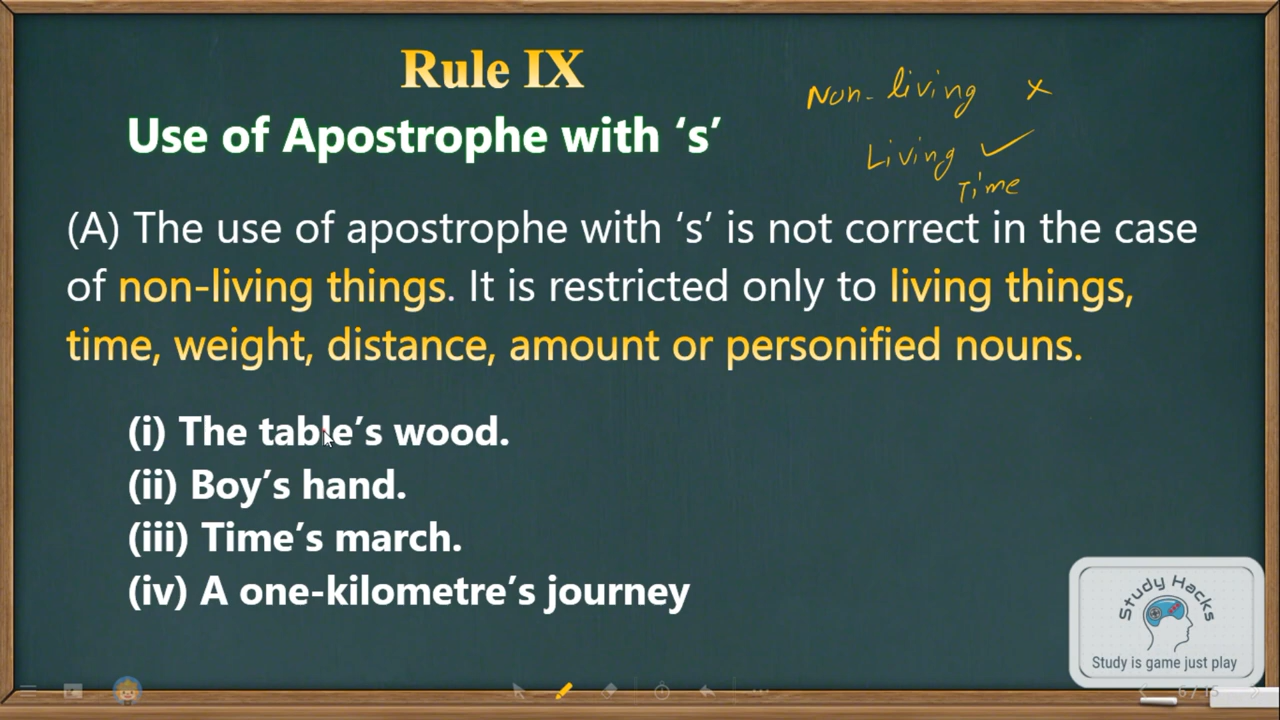 Rule IX
Non-living ×
Use of Apostrophe with ‘s’
Living ✓
Time
(A) The use of apostrophe with ‘s’ is not correct in the case
of non-living things. It is restricted only to living things,
time, weight, distance, amount or personified nouns.
(i) The table’s wood.
(ii) Boy’s hand.
(iii) Time’s march.
(iv) A one-kilometre’s journey
Study Hacks
Study is game just play
5 / 15